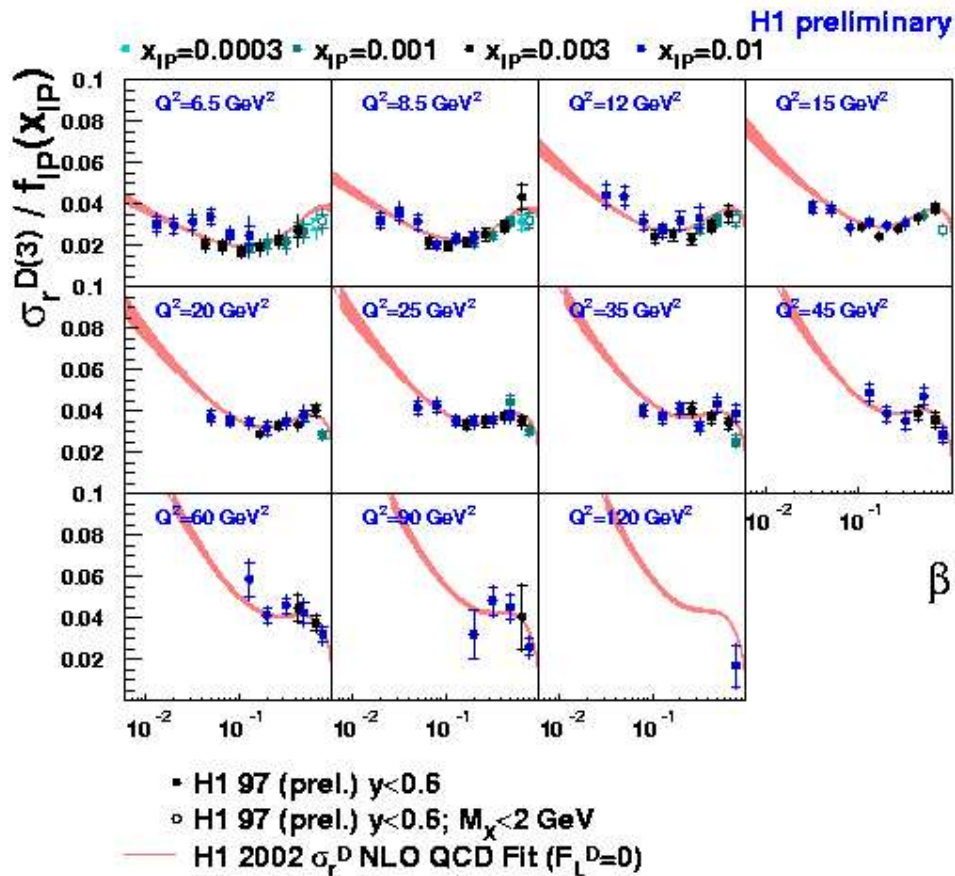 H1 preliminary
x_IP=0.0003 x_IP=0.001 x_IP=0.003 x_IP=0.01
σ_r^D(3) / f_IP(x_IP)
0.1
Q²=6.5 GeV² Q²=8.5 GeV² Q²=12 GeV² Q²=15 GeV²
0.08
0.06
0.04
0.02
0.1
Q²=20 GeV² Q²=25 GeV² Q²=35 GeV² Q²=45 GeV²
0.08
0.06
0.04
0.02
0.1
Q²=60 GeV² Q²=90 GeV² Q²=120 GeV²
10⁻² 10⁻¹
0.08
0.06
β
0.04
0.02
10⁻² 10⁻¹ 10⁻² 10⁻¹ 10⁻² 10⁻¹
H1 97 (prel.) y<0.6
H1 97 (prel.) y<0.6; M_X<2 GeV
H1 2002 σ_r^D NLO QCD Fit (F_L^D=0)